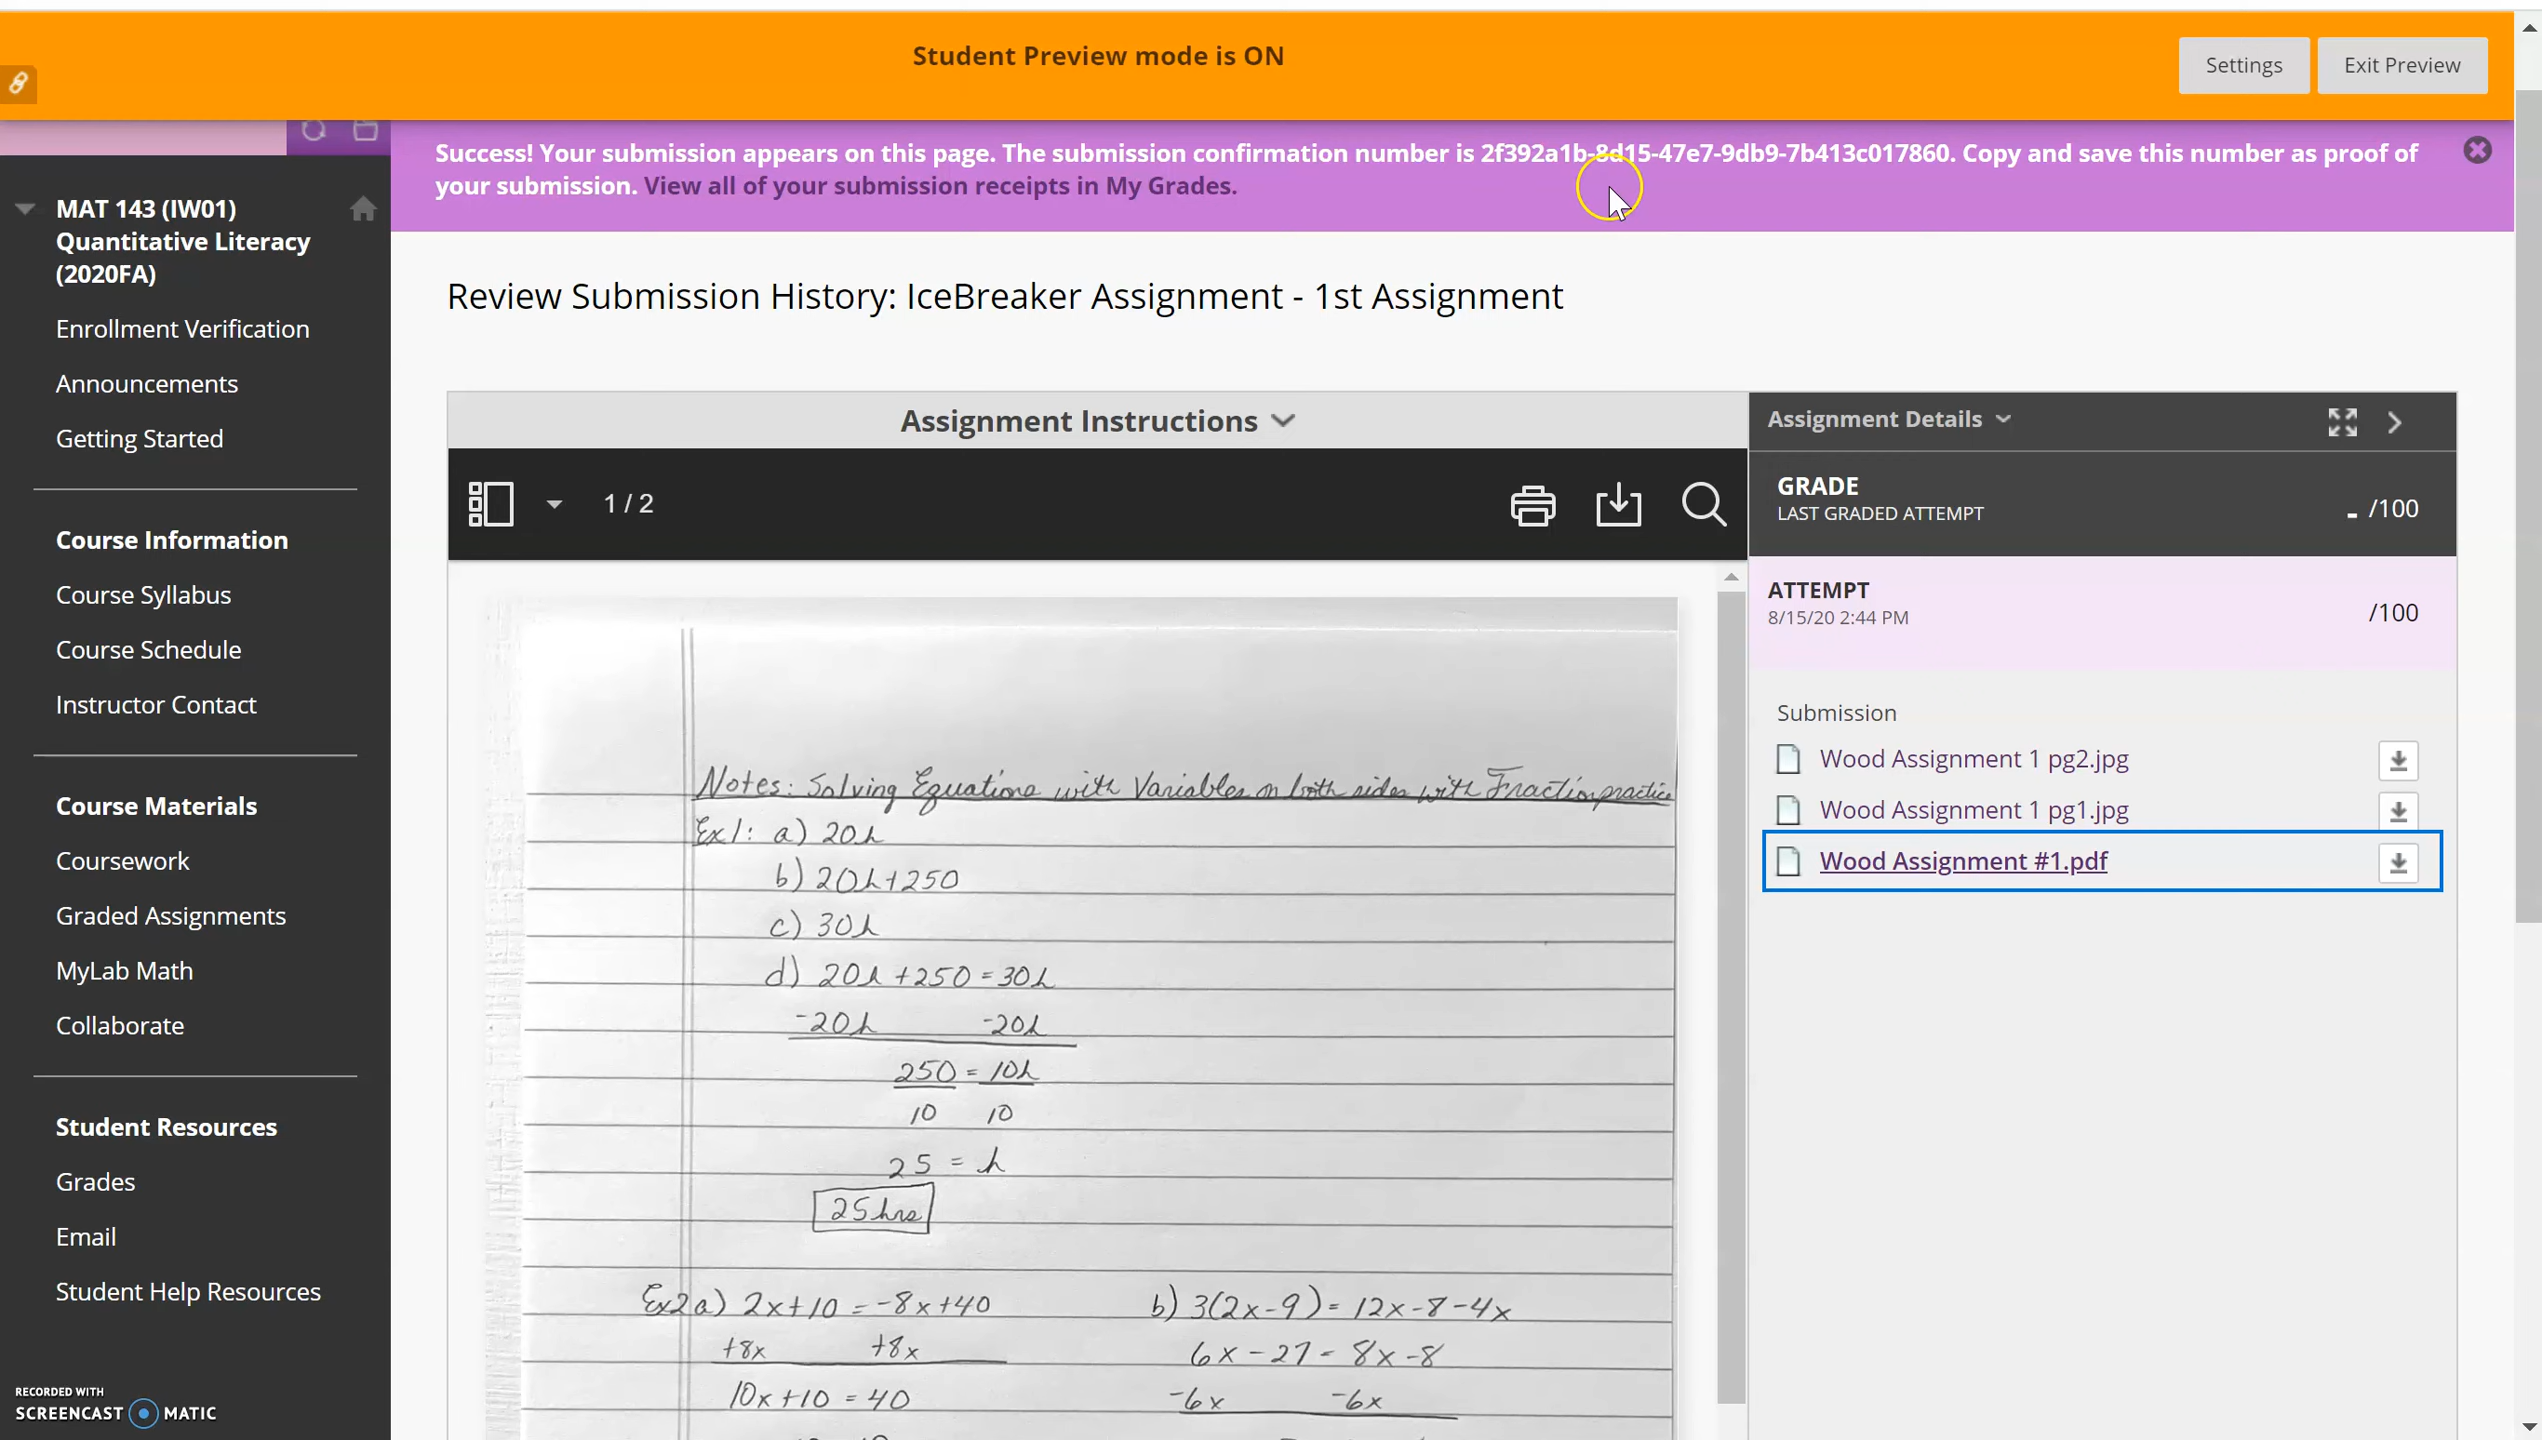 Student Preview mode is ON
Settings
Exit Preview
Success! Your submission appears on this page. The submission confirmation number is 2f392a1b-8d15-47e7-9db9-7b413c017860. Copy and save this number as proof of
your submission. View all of your submission receipts in My Grades.
MAT 143 (IW01)
Quantitative Literacy
(2020FA)
Enrollment Verification
Announcements
Getting Started
Course Information
Course Syllabus
Course Schedule
Instructor Contact
Course Materials
Coursework
Graded Assignments
MyLab Math
Collaborate
Student Resources
Grades
Email
Student Help Resources
RECORDED WITH
SCREENCAST MATIC
Review Submission History: IceBreaker Assignment - 1st Assignment
Assignment Instructions
1 / 2
Notes: Solving Equations with Variables on both sides with Fraction practice
Ex1: a) 20h
b) 20h+250
c) 30h
d) 20h +250 = 30h
-20h -20h
250 = 10h
10 10
25 = h
25hrs
Ex2a) 2x+10 = -8x+40
+8x +8x
10x+10 = 40
b) 3(2x-9) = 12x-8-4x
6x-27 = 8x-8
-6x -6x
Assignment Details
GRADE
LAST GRADED ATTEMPT
- /100
ATTEMPT
8/15/20 2:44 PM
/100
Submission
Wood Assignment 1 pg2.jpg
Wood Assignment 1 pg1.jpg
Wood Assignment #1.pdf